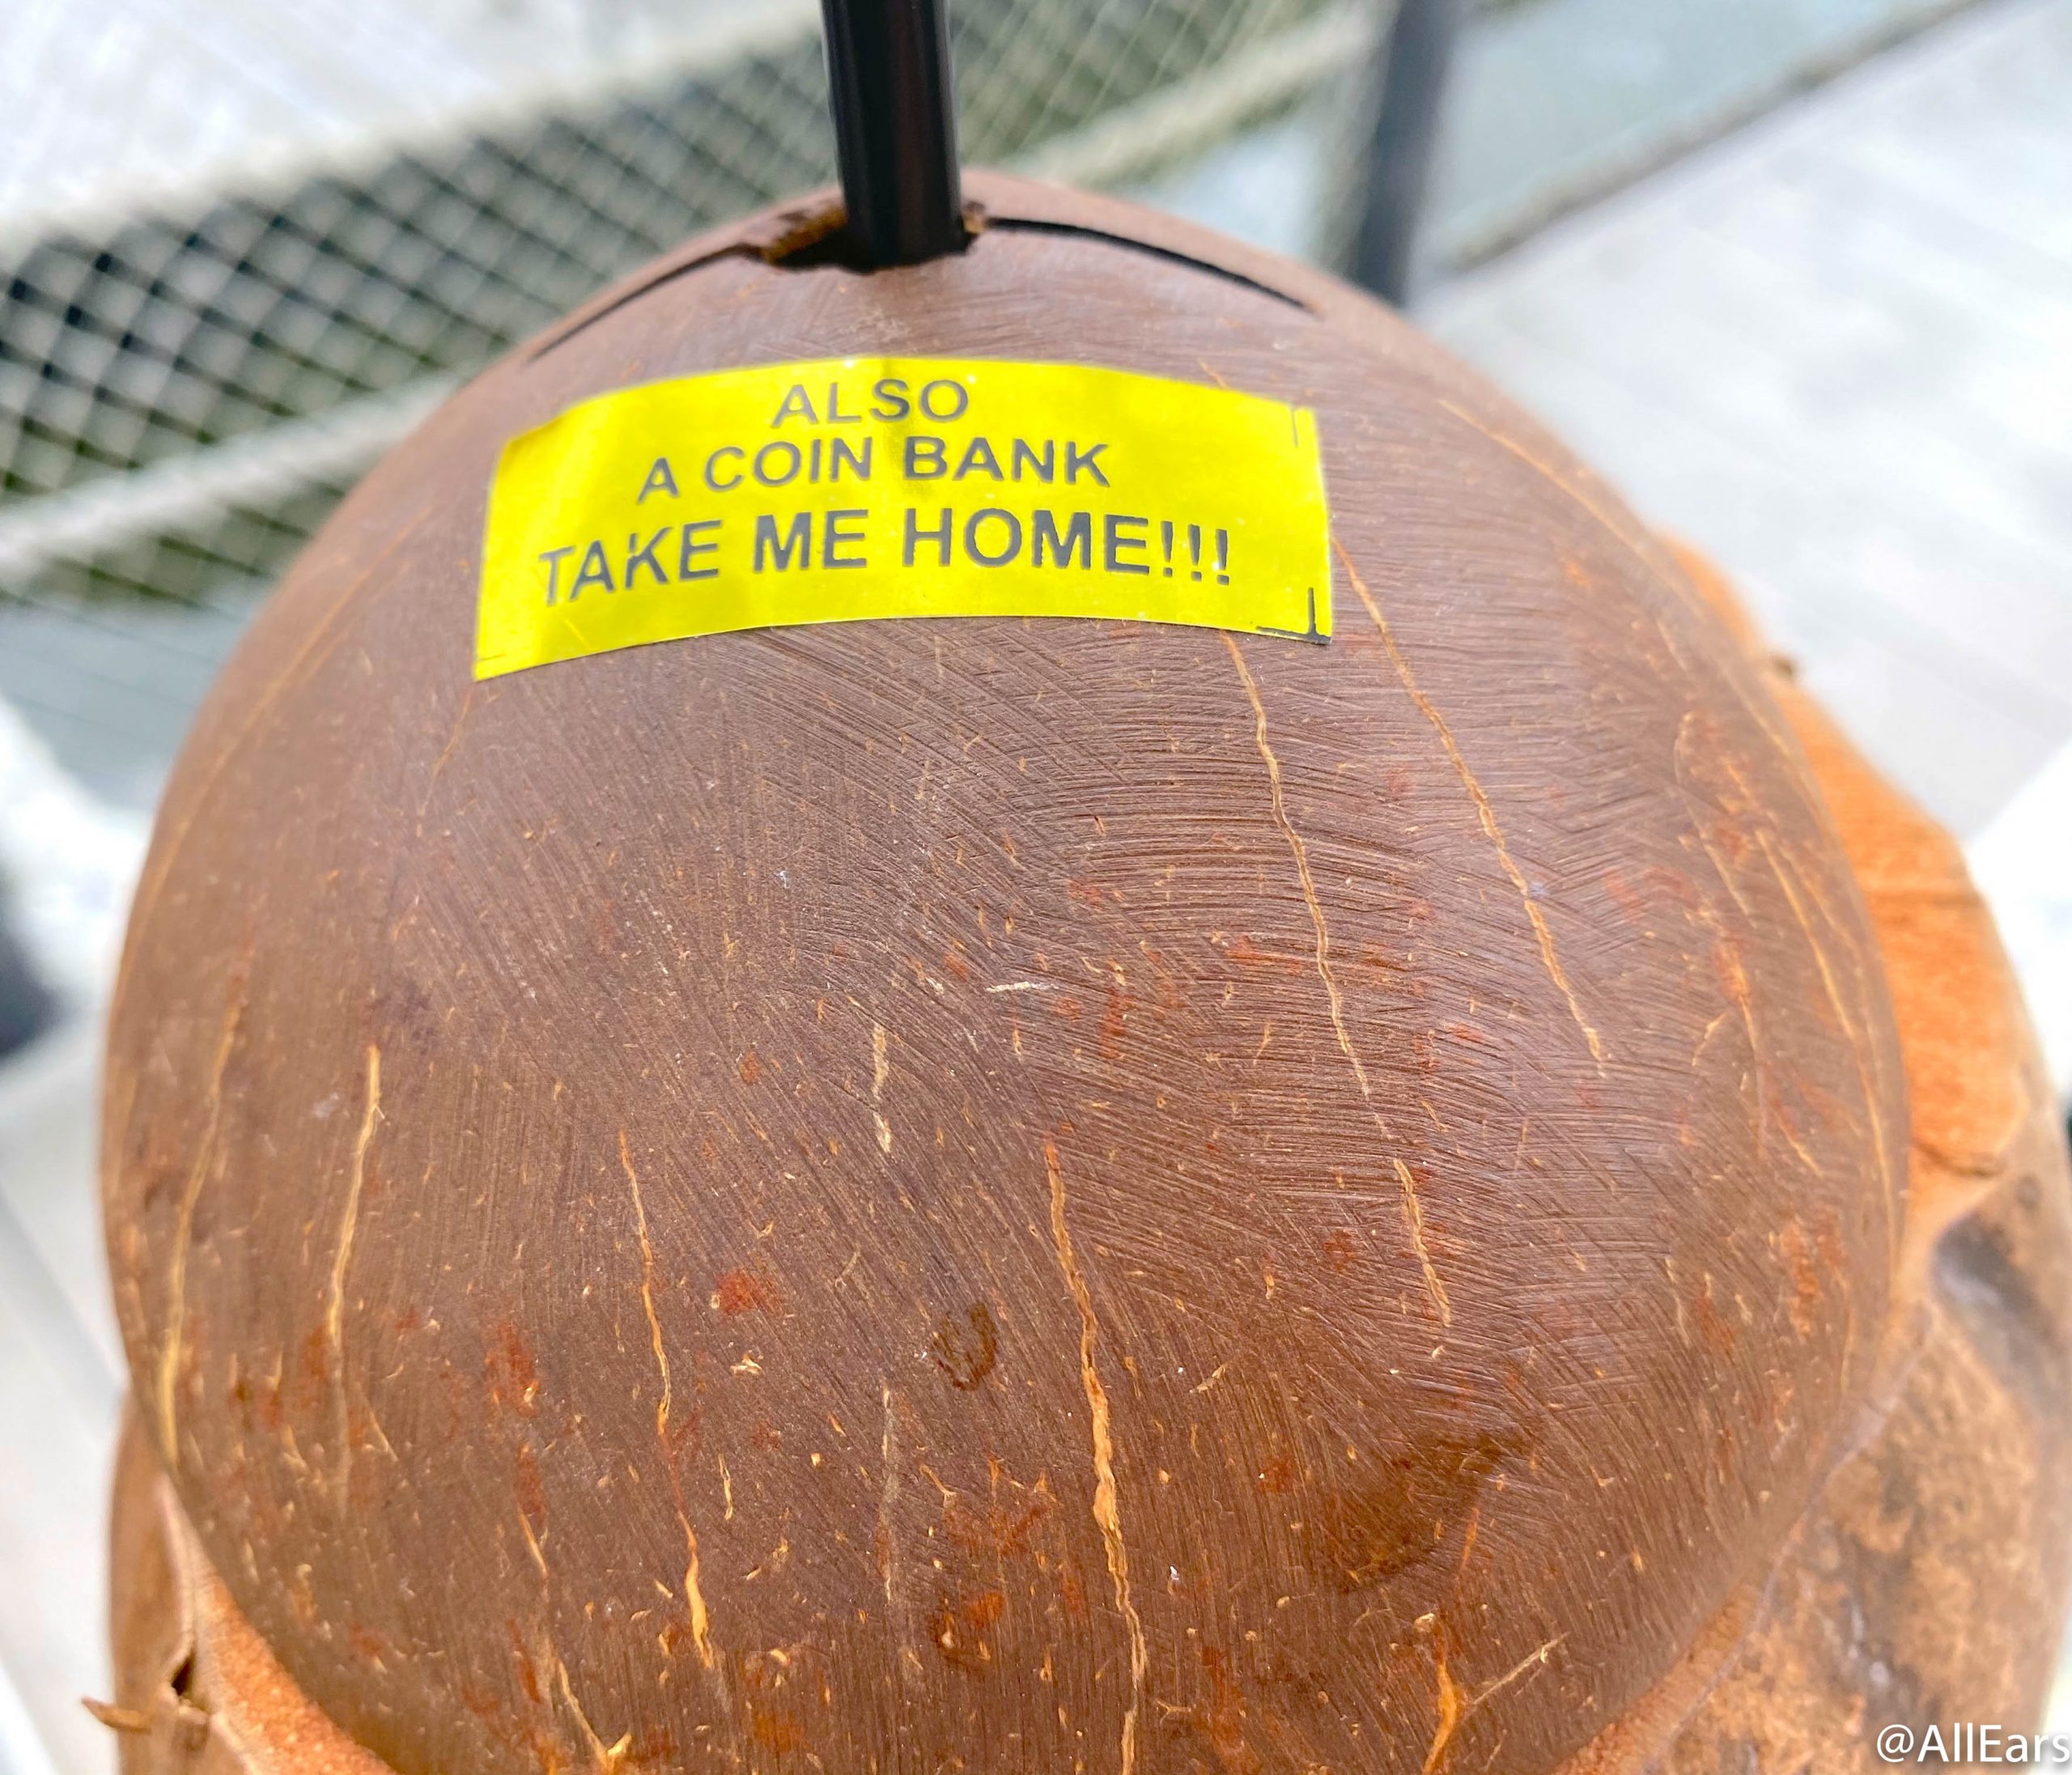 ALSO
A COIN BANK
TAKE ME HOME!!!
@AllEars